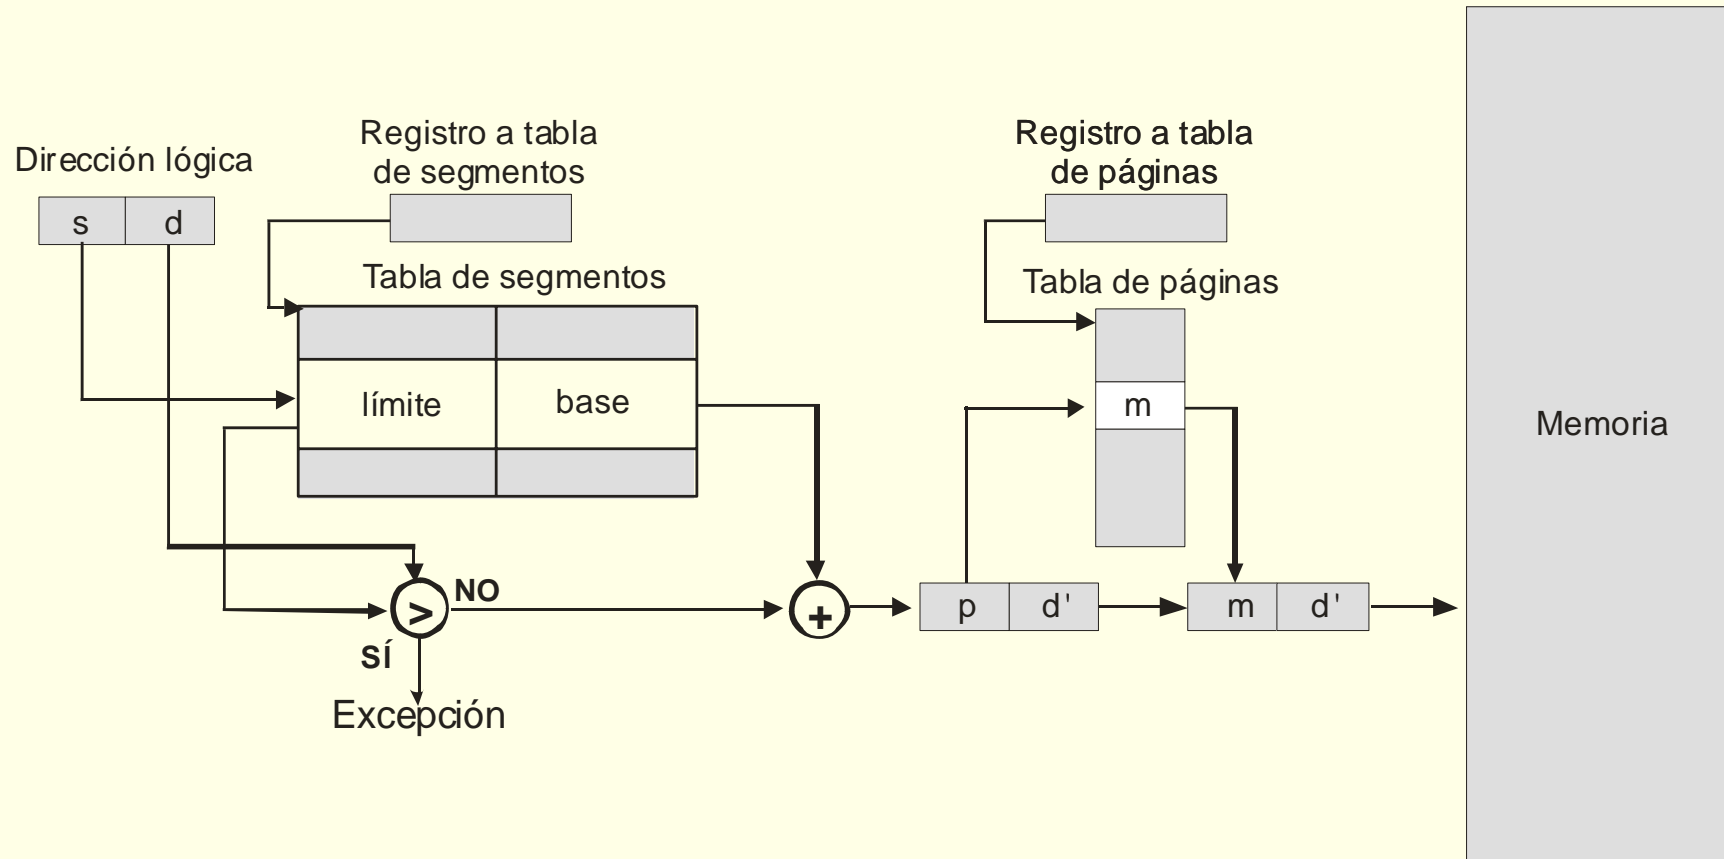 Dirección lógica
s d
Registro a tabla
de segmentos
Tabla de segmentos
límite base
>
NO
SÍ
Excepción
+
Registro a tabla
de páginas
Tabla de páginas
m
p d'
m d'
Memoria